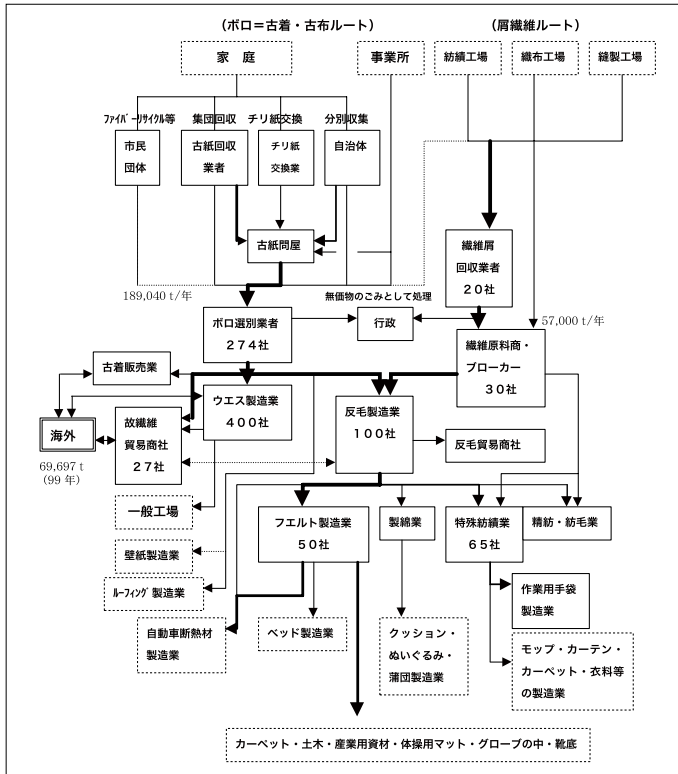 (ボロ＝古着・古布ルート)
(屑繊維ルート)
家　庭
事業所
紡績工場
織布工場
縫製工場
ﾌｧｲﾊﾞｰﾘｻｲｸﾙ等
集団回収
チリ紙交換
分別収集
市民
団体
古紙回収
業者
チリ紙
交換業
自治体
古紙問屋
繊維屑
回収業者
20社
189,040 t/年
無価物のごみとして処理
57,000 t/年
ボロ選別業者
274社
行政
繊維原料商・
ブローカー
30社
古着販売業
ウエス製造業
400社
反毛製造業
100社
海外
故繊維
貿易商社
27社
反毛貿易商社
69,697 t
(99 年)
一般工場
フエルト製造業
50社
製綿業
特殊紡績業
65社
精紡・紡毛業
壁紙製造業
ﾙｰﾌｨﾝｸﾞ製造業
作業用手袋
製造業
自動車断熱材
製造業
ベッド製造業
クッション・
ぬいぐるみ・
蒲団製造業
モップ・カーテン・
カーペット・衣料等
の製造業
カーペット・土木・産業用資材・体操用マット・グローブの中・靴底